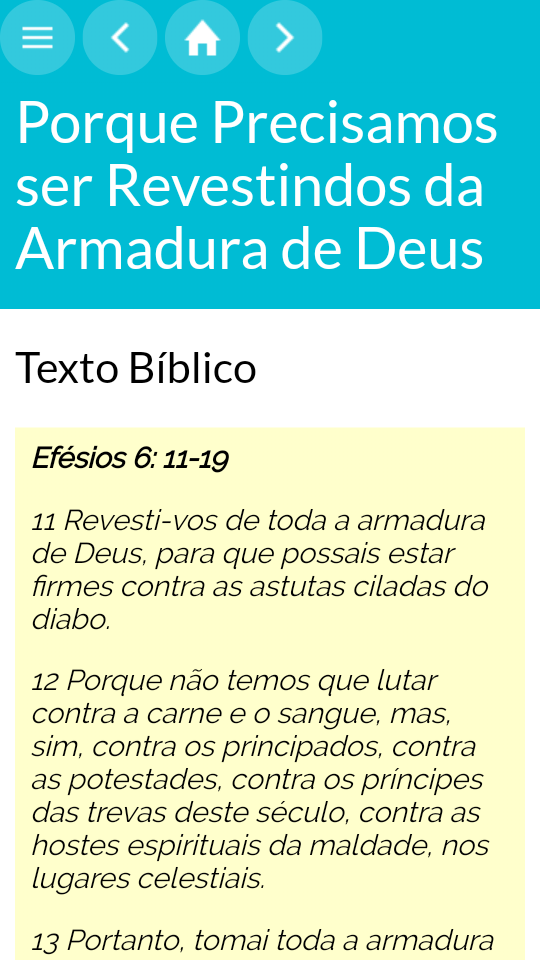 Porque Precisamos
ser Revestindos da
Armadura de Deus
Texto Bíblico
Efésios 6: 11-19
11 Revesti-vos de toda a armadura
de Deus, para que possais estar
firmes contra as astutas ciladas do
diabo.
12 Porque não temos que lutar
contra a carne e o sangue, mas,
sim, contra os principados, contra
as potestades, contra os príncipes
das trevas deste século, contra as
hostes espirituais da maldade, nos
lugares celestiais.
13 Portanto, tomai toda a armadura